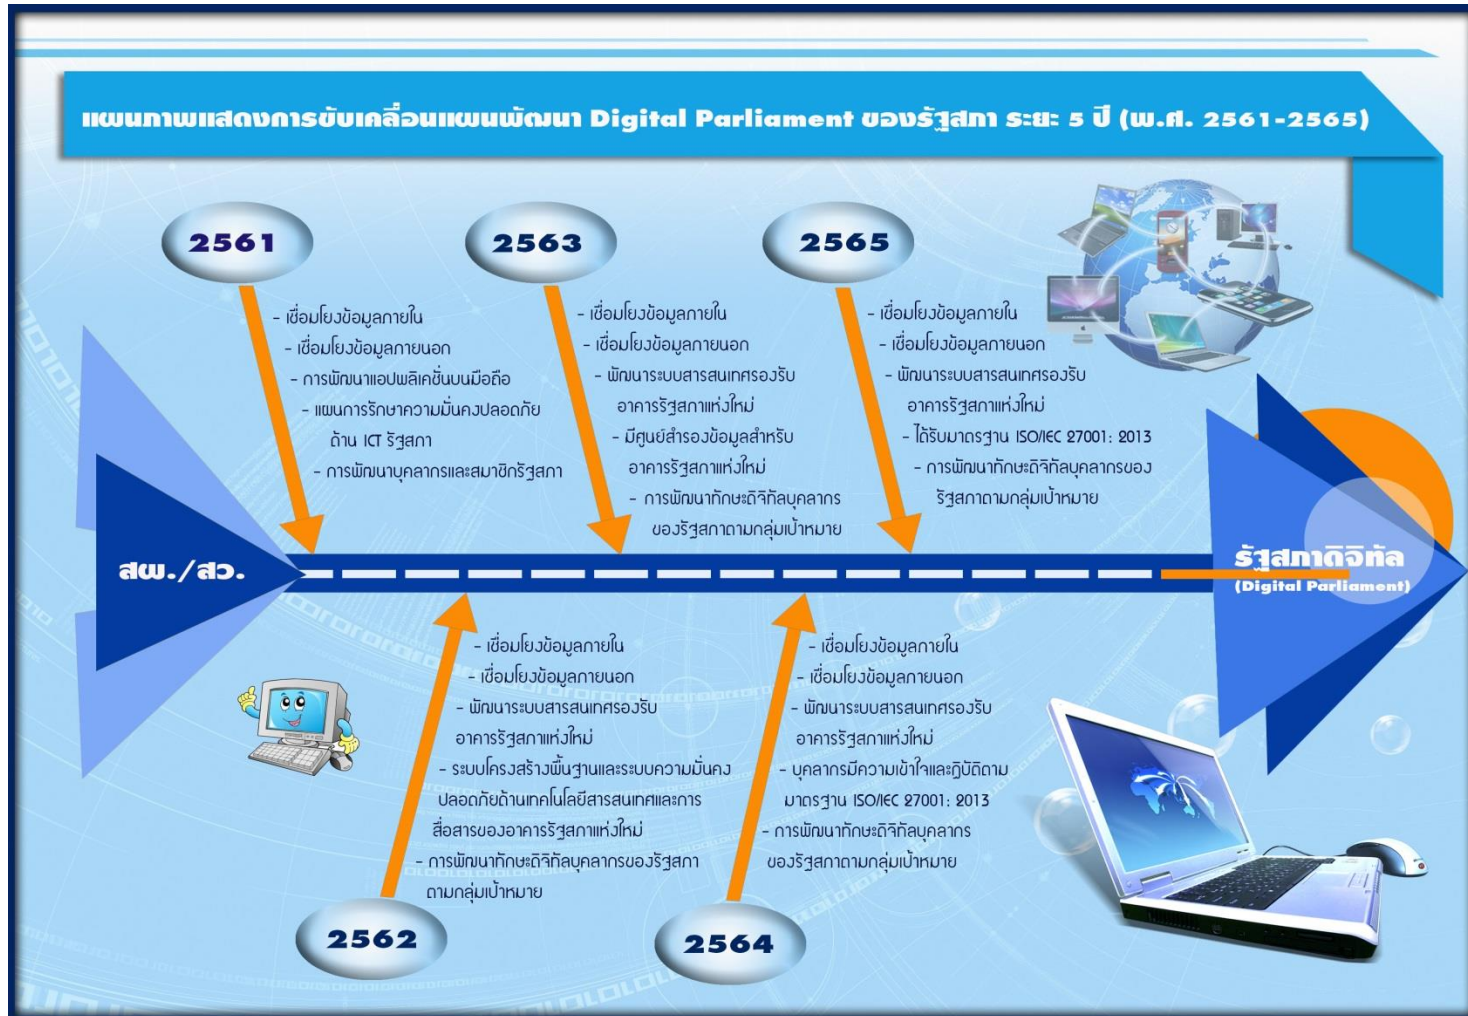 แผนภาพแสดงการขับเคลื่อนแผนพัฒนา Digital Parliament ของรัฐสภา ระยะ 5 ปี (พ.ศ. 2561-2565)
2561
- เชื่อมโยงข้อมูลภายใน
- เชื่อมโยงข้อมูลภายนอก
- การพัฒนาแอปพลิเคชั่นบนมือถือ
- แผนการรักษาความมั่นคงปลอดภัย
ด้าน ICT รัฐสภา
- การพัฒนาบุคลากรและสมาชิกรัฐสภา
2563
- เชื่อมโยงข้อมูลภายใน
- เชื่อมโยงข้อมูลภายนอก
- พัฒนาระบบสารสนเทศรองรับ
อาคารรัฐสภาแห่งใหม่
- มีศูนย์สำรองข้อมูลสำหรับ
อาคารรัฐสภาแห่งใหม่
- การพัฒนาทักษะดิจิทัลบุคลากร
ของรัฐสภาตามกลุ่มเป้าหมาย
2565
- เชื่อมโยงข้อมูลภายใน
- เชื่อมโยงข้อมูลภายนอก
- พัฒนาระบบสารสนเทศรองรับ
อาคารรัฐสภาแห่งใหม่
- ได้รับมาตรฐาน ISO/IEC 27001: 2013
- การพัฒนาทักษะดิจิทัลบุคลากรของ
รัฐสภาตามกลุ่มเป้าหมาย
สผ./สว.
รัฐสภาดิจิทัล
(Digital Parliament)
- เชื่อมโยงข้อมูลภายใน
- เชื่อมโยงข้อมูลภายนอก
- พัฒนาระบบสารสนเทศรองรับ
อาคารรัฐสภาแห่งใหม่
- ระบบโครงสร้างพื้นฐานและระบบความมั่นคง
ปลอดภัยด้านเทคโนโลยีสารสนเทศและการ
สื่อสารของอาคารรัฐสภาแห่งใหม่
- การพัฒนาทักษะดิจิทัลบุคลากรของรัฐสภา
ตามกลุ่มเป้าหมาย
2562
- เชื่อมโยงข้อมูลภายใน
- เชื่อมโยงข้อมูลภายนอก
- พัฒนาระบบสารสนเทศรองรับ
อาคารรัฐสภาแห่งใหม่
- บุคลากรมีความเข้าใจและฏิบัติตาม
มาตรฐาน ISO/IEC 27001: 2013
- การพัฒนาทักษะดิจิทัลบุคลากร
ของรัฐสภาตามกลุ่มเป้าหมาย
2564